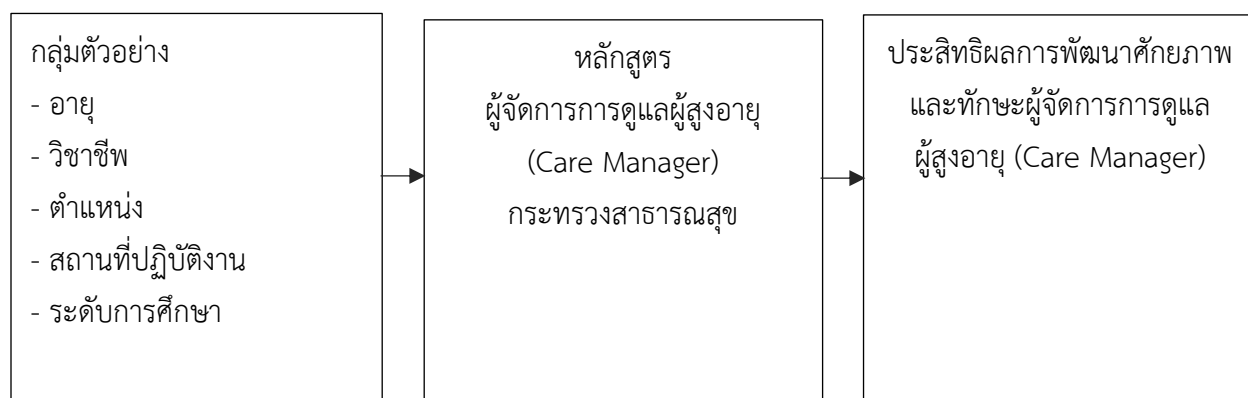 กลุ่มตัวอย่าง
- อายุ
- วิชาชีพ
- ตำแหน่ง
- สถานที่ปฏิบัติงาน
- ระดับการศึกษา
หลักสูตร
ผู้จัดการการดูแลผู้สูงอายุ
(Care Manager)
กระทรวงสาธารณสุข
ประสิทธิผลการพัฒนาศักยภาพ
และทักษะผู้จัดการการดูแล
ผู้สูงอายุ (Care Manager)